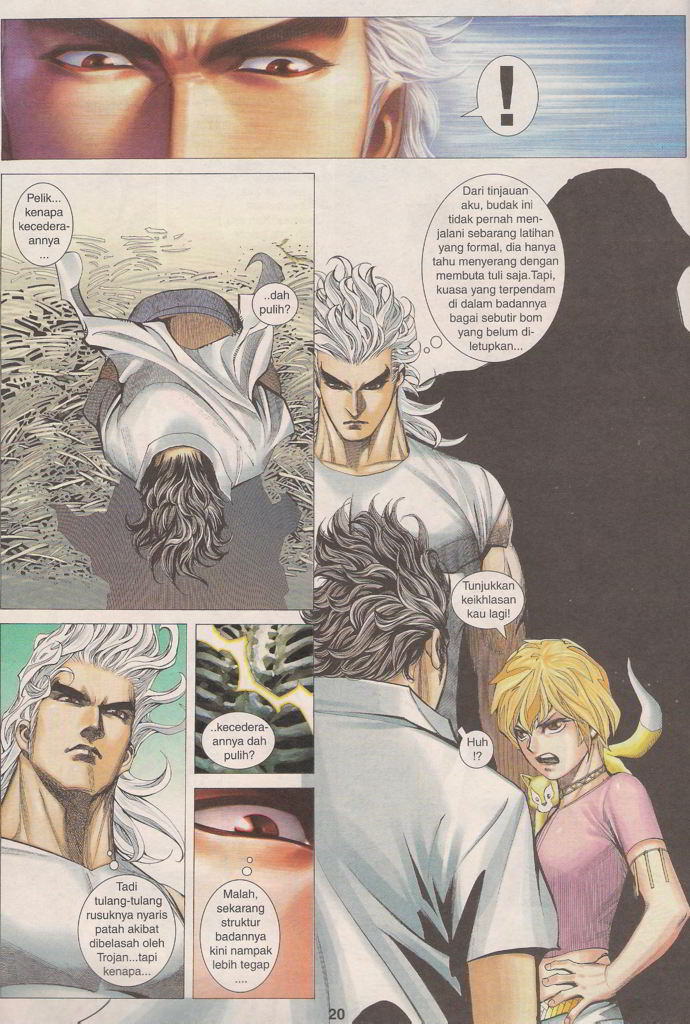 !
Pelik...
kenapa
kecedera-
annya
...
..dah
pulih?
Dari tinjauan
aku, budak ini
tidak pernah men-
jalani sebarang latihan
yang formal, dia hanya
tahu menyerang dengan
membuta tuli saja.Tapi,
kuasa yang terpendam
di dalam badannya
bagai sebutir bom
yang belum di-
letupkan...
Tunjukkan
keikhlasan
kau lagi!
Huh
!?
..kecedera-
annya dah
pulih?
Tadi
tulang-tulang
rusuknya nyaris
patah akibat
dibelasah oleh
Trojan...tapi
kenapa...
Malah,
sekarang
struktur
badannya
kini nampak
lebih tegap
....
20